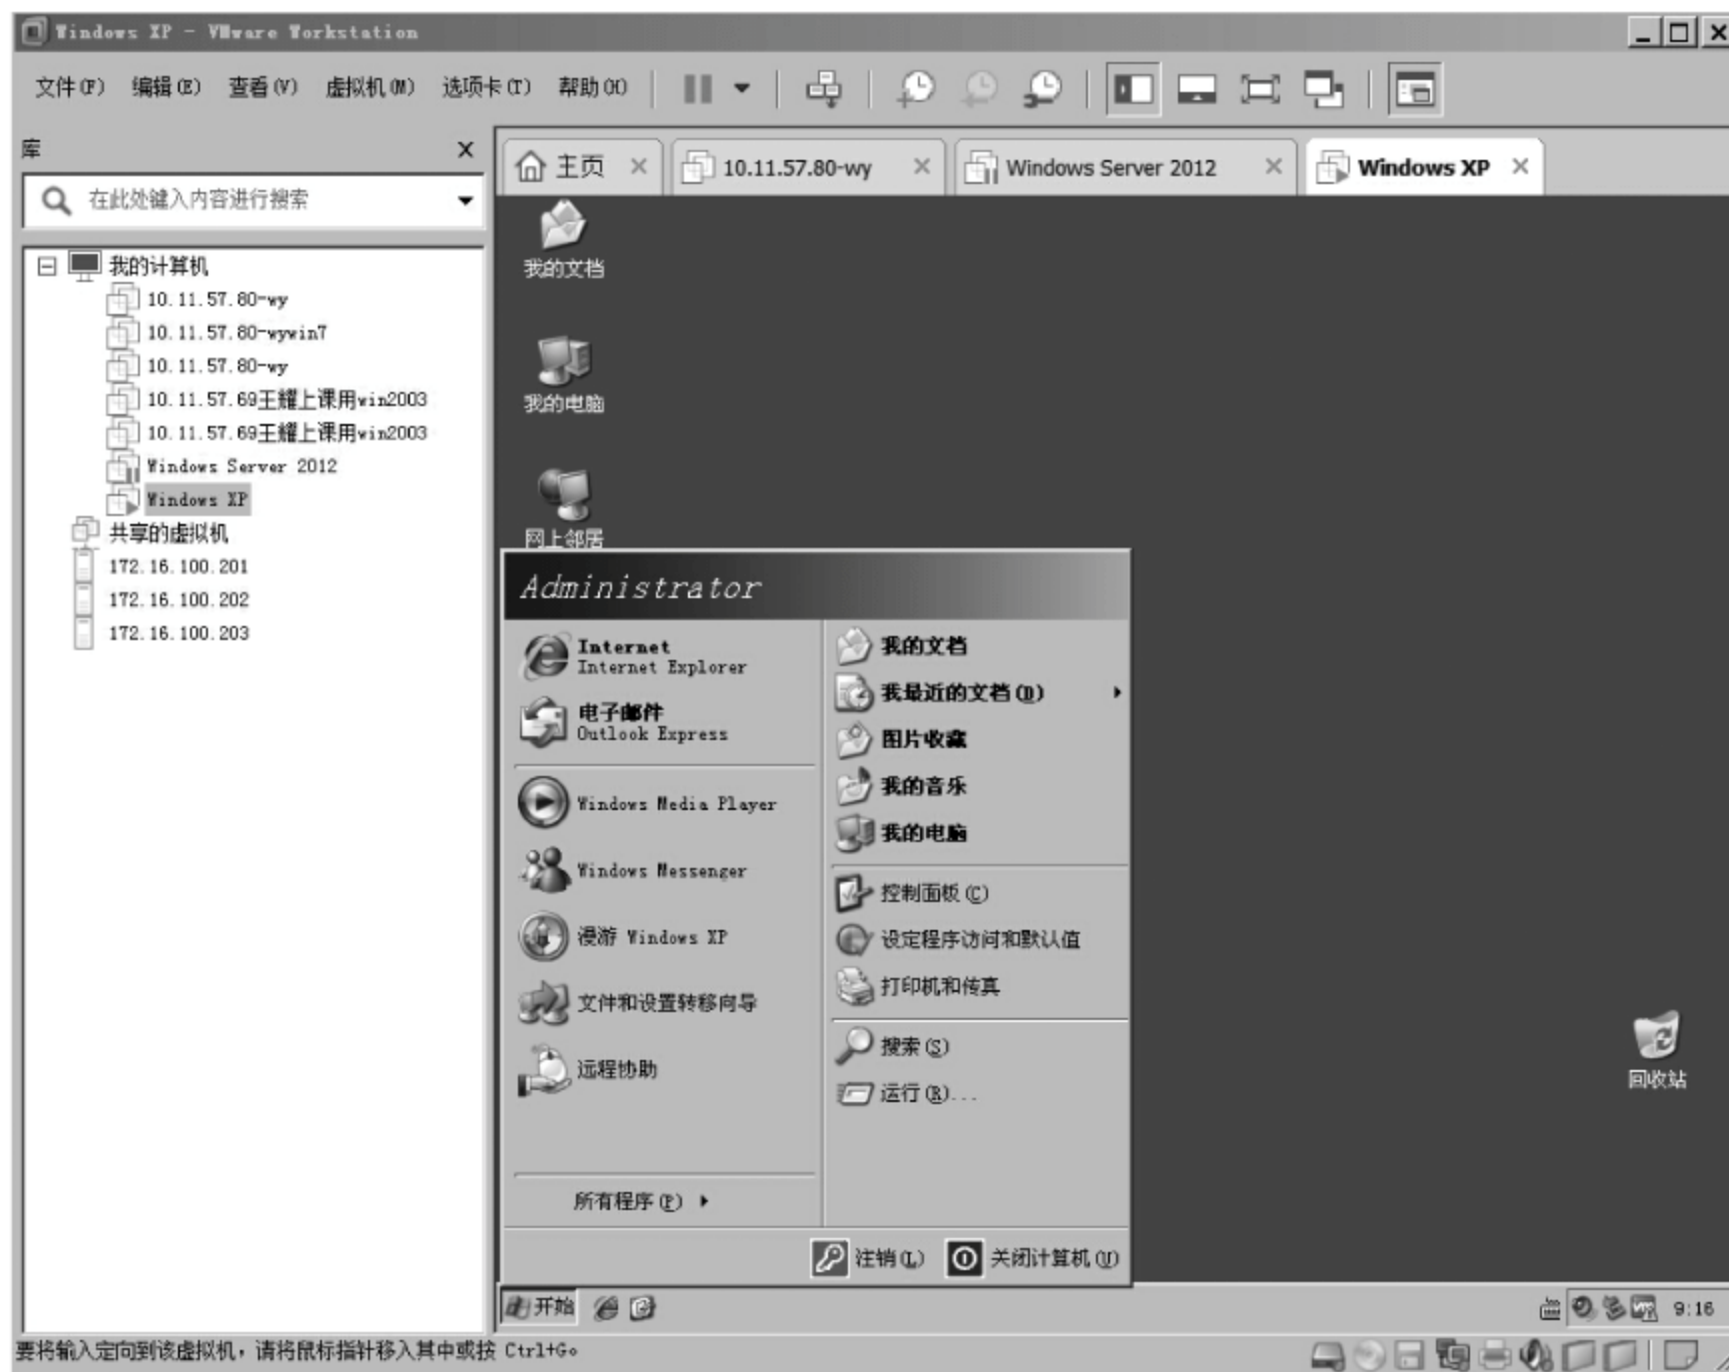 Windows XP - VMware Workstation
文件(F) 编辑(E) 查看(V) 虚拟机(M) 选项卡(T) 帮助(H)
库
在此处键入内容进行搜索
我的计算机
10.11.57.80-wy
10.11.57.80-wywin7
10.11.57.80-wy
10.11.57.69王耀上课用win2003
10.11.57.69王耀上课用win2003
Windows Server 2012
Windows XP
共享的虚拟机
172.16.100.201
172.16.100.202
172.16.100.203
主页 10.11.57.80-wy Windows Server 2012 Windows XP
我的文档
我的电脑
网上邻居
Administrator
Internet
Internet Explorer
电子邮件
Outlook Express
Windows Media Player
Windows Messenger
漫游 Windows XP
文件和设置转移向导
远程协助
所有程序(P)
我的文档
我最近的文档(D)
图片收藏
我的音乐
我的电脑
控制面板(C)
设定程序访问和默认值
打印机和传真
搜索(S)
运行(R)...
注销(L) 关闭计算机(U)
回收站
开始
9:16
要将输入定向到该虚拟机，请将鼠标指针移入其中或按 Ctrl+G。